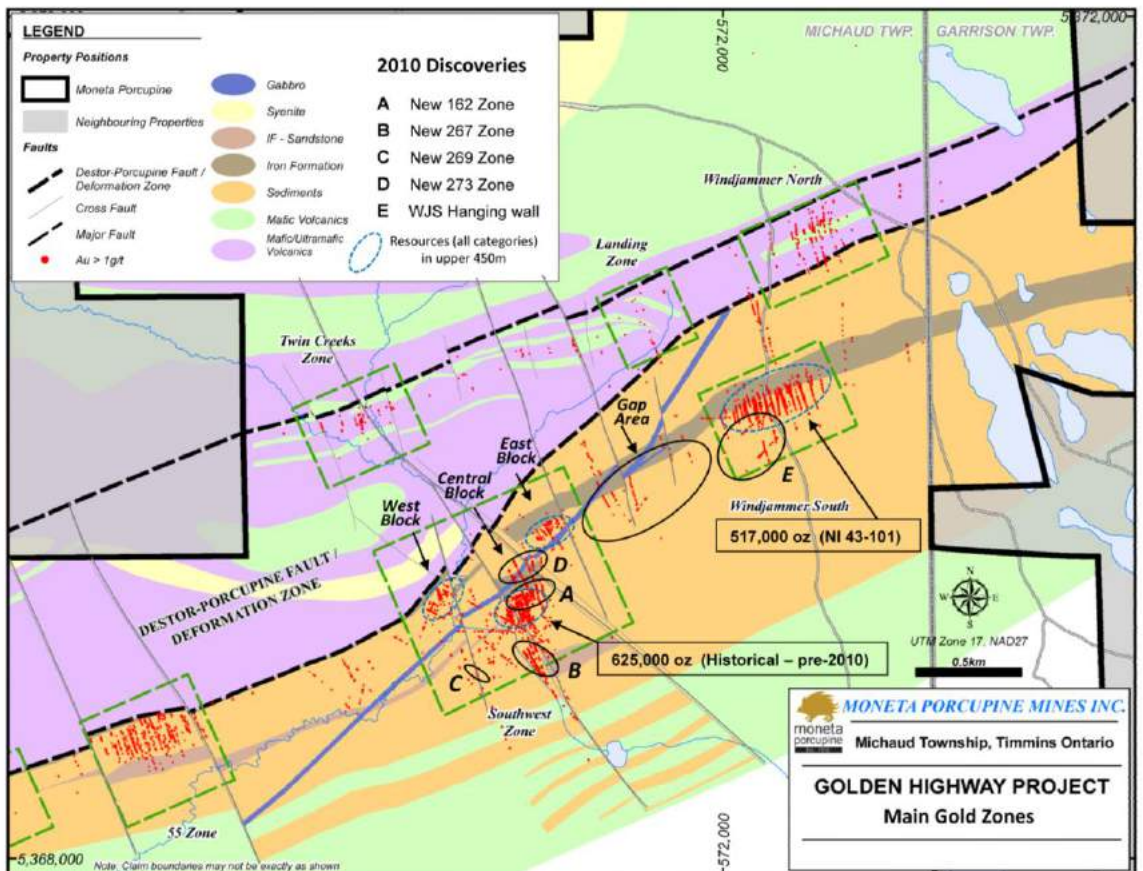 LEGEND
Property Positions
Moneta Porcupine
Neighbouring Properties
Faults
Destor-Porcupine Fault /
Deformation Zone
Cross Fault
Major Fault
Au > 1g/t
Gabbro
Syenite
IF - Sandstone
Iron Formation
Sediments
Mafic Volcanics
Mafic/Ultramafic
Volcanics
2010 Discoveries
A New 162 Zone
B New 267 Zone
C New 269 Zone
D New 273 Zone
E WJS Hanging wall
Resources (all categories)
in upper 450m
572,000
MICHAUD TWP.
GARRISON TWP.
5,372,000
Windjammer North
Landing
Zone
Twin Creeks
Zone
Gap
Area
East
Block
Central
Block
West
Block
E
Windjammer South
517,000 oz (NI 43-101)
D
A
DESTOR-PORCUPINE FAULT /
DEFORMATION ZONE
N
W
E
S
UTM Zone 17, NAD27
0.5km
625,000 oz (Historical – pre-2010)
B
C
Southwest
Zone
55 Zone
MONETA PORCUPINE MINES INC.
moneta
porcupine
Michaud Township, Timmins Ontario
GOLDEN HIGHWAY PROJECT
Main Gold Zones
5,368,000
Note: Claim boundaries may not be exactly as shown
572,000